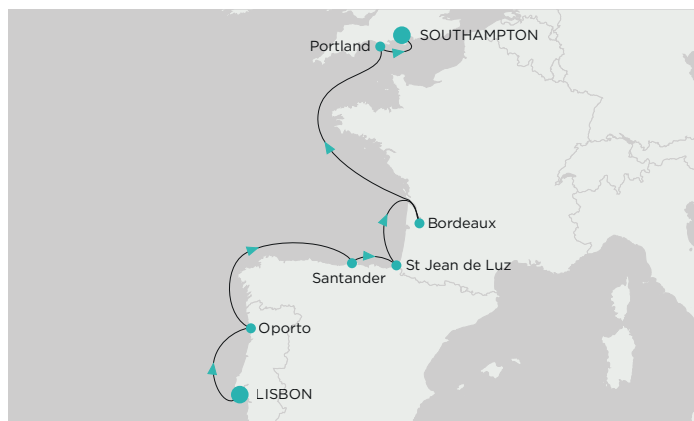 SOUTHAMPTON
Portland
Bordeaux
St Jean de Luz
Santander
Oporto
LISBON